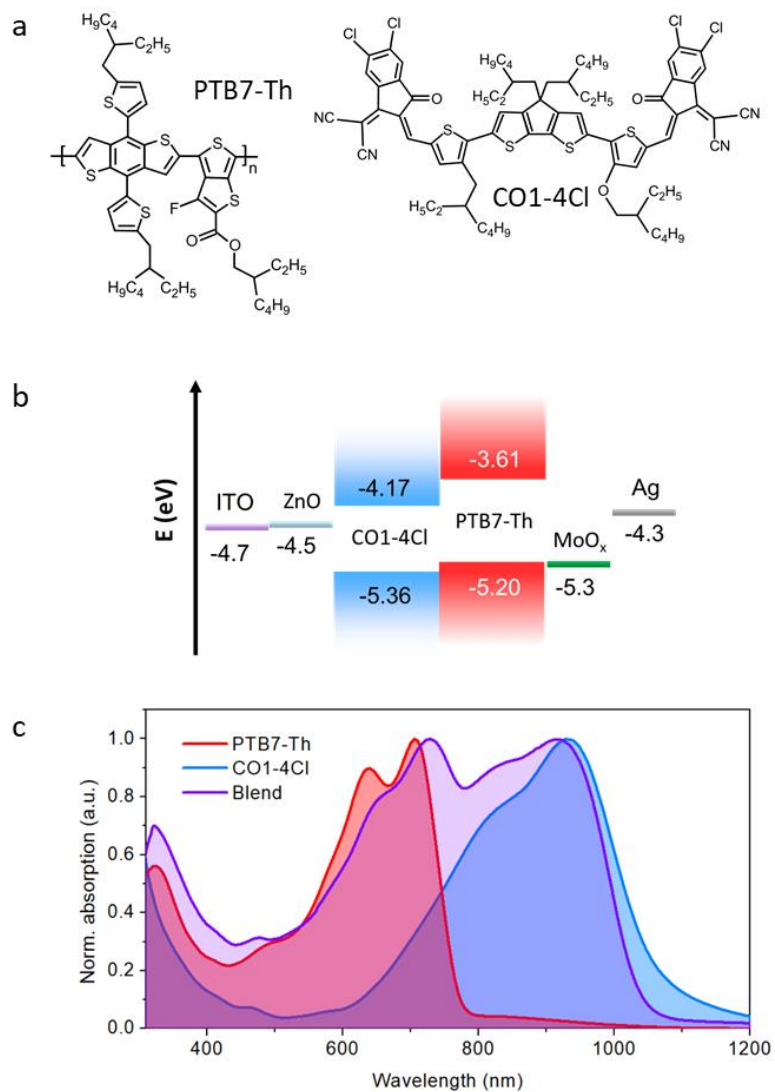 a
H₉C₄
C₂H₅
S
PTB7-Th
S
S
S
n
S
S
F
S
O
O
C₂H₅
C₄H₉
H₉C₄
C₂H₅
Cl
Cl
H₉C₄
C₄H₉
Cl
Cl
H₅C₂
C₂H₅
O
O
NC
CN
S
S
S
S
S
CN
CN
CO1-4Cl
H₅C₂
C₄H₉
O
C₂H₅
C₄H₉
b
E (eV)
ITO
-4.7
ZnO
-4.5
-4.17
CO1-4Cl
-5.36
-3.61
PTB7-Th
-5.20
MoOₓ
-5.3
Ag
-4.3
c
Norm. absorption (a.u.)
1.0
0.8
0.6
0.4
0.2
0.0
PTB7-Th
CO1-4Cl
Blend
400 600 800 1000 1200
Wavelength (nm)